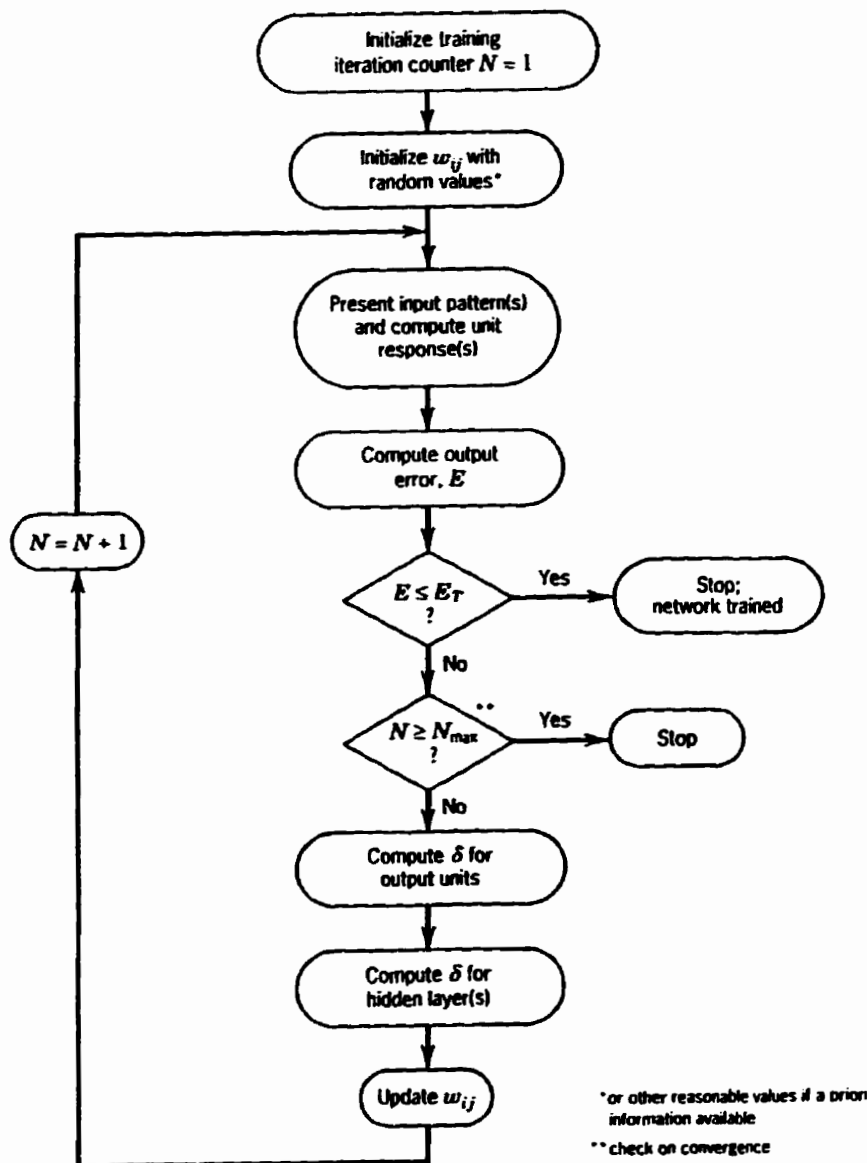 Initialize training
iteration counter N = 1
Initialize w_ij with
random values*
Present input pattern(s)
and compute unit
response(s)
Compute output
error, E
N = N + 1
E ≤ E_T
?
Yes
Stop;
network trained
No
N ≥ N_max
**
?
Yes
Stop
No
Compute δ for
output units
Compute δ for
hidden layer(s)
Update w_ij
*or other reasonable values if a priori
information available
**check on convergence